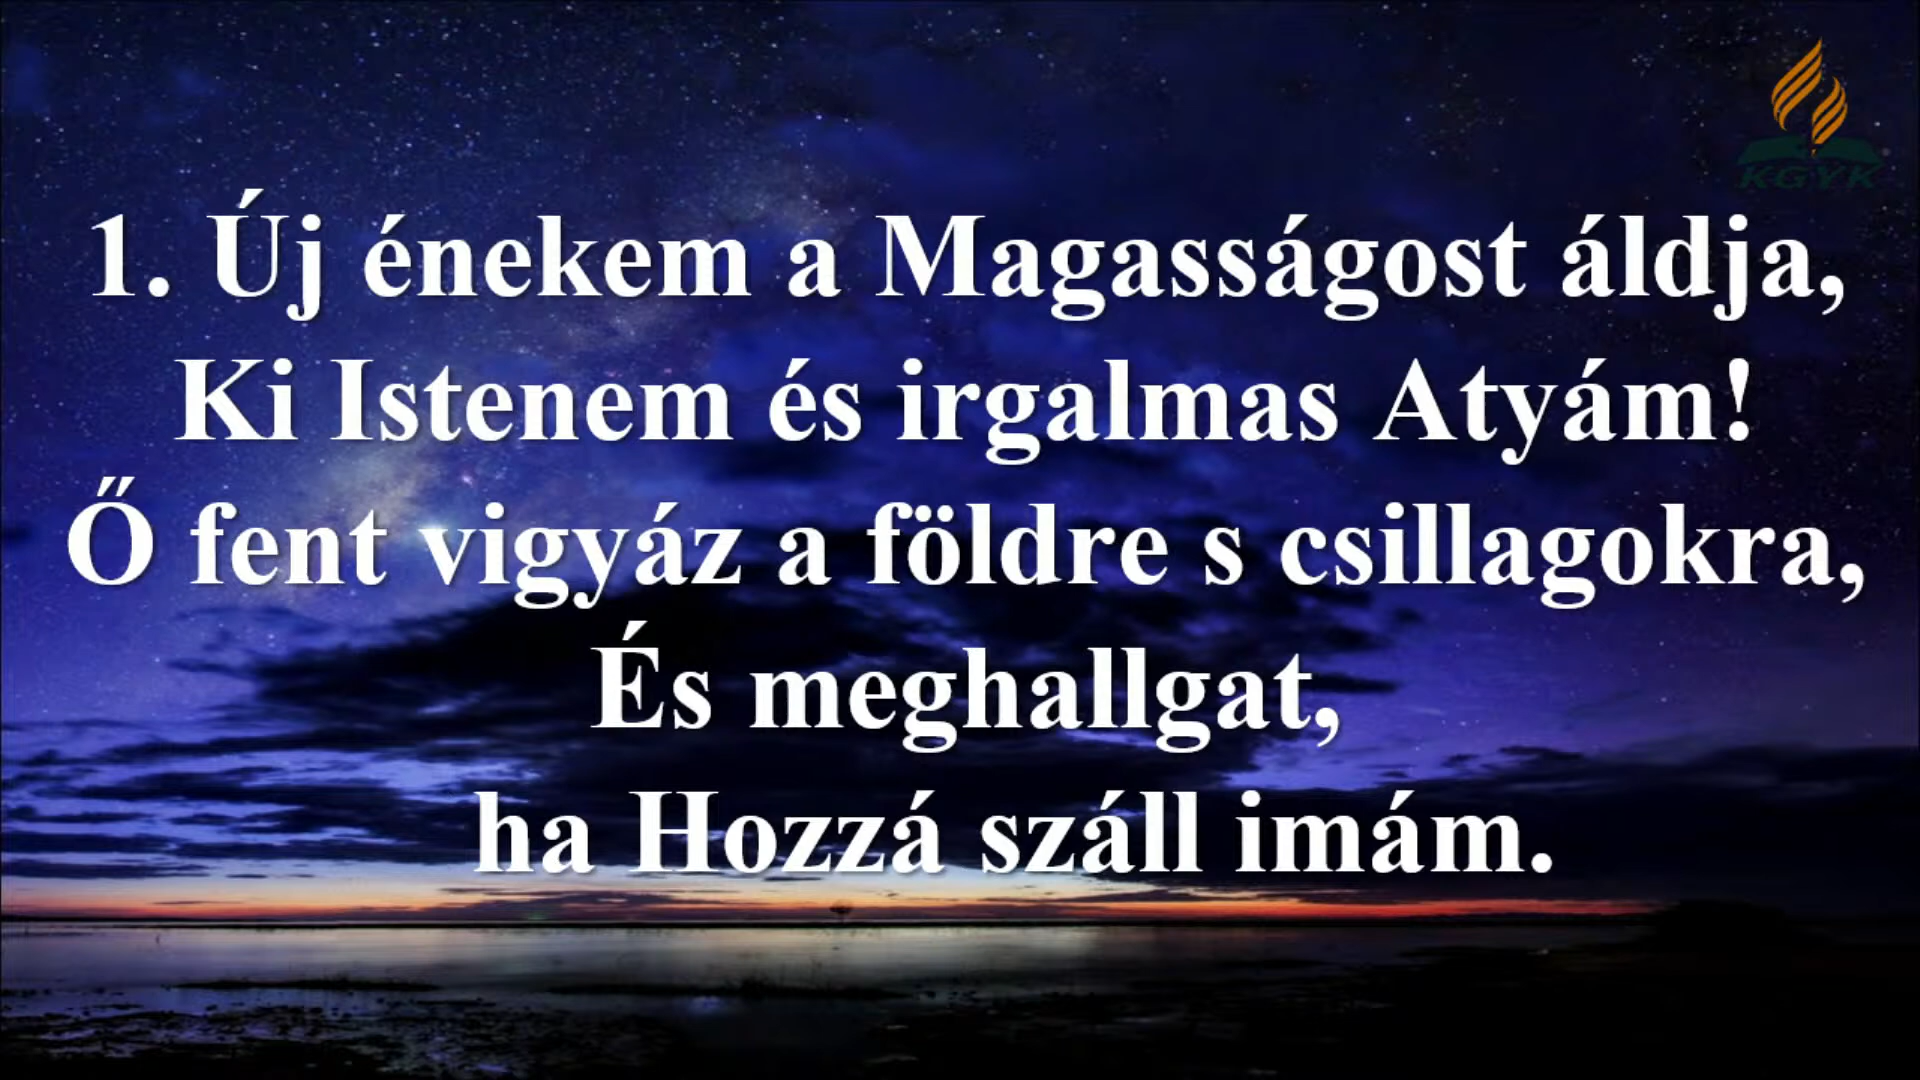 KGYK
1. Új énekem a Magasságost áldja,
Ki Istenem és irgalmas Atyám!
Ő fent vigyáz a földre s csillagokra,
És meghallgat,
ha Hozzá száll imám.